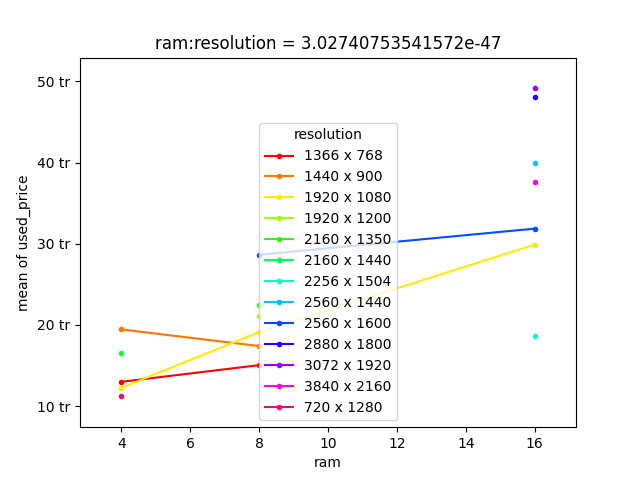 ram:resolution = 3.02740753541572e-47
mean of used_price
50 tr
40 tr
30 tr
20 tr
10 tr
resolution
1366 x 768
1440 x 900
1920 x 1080
1920 x 1200
2160 x 1350
2160 x 1440
2256 x 1504
2560 x 1440
2560 x 1600
2880 x 1800
3072 x 1920
3840 x 2160
720 x 1280
4 6 8 10 12 14 16
ram